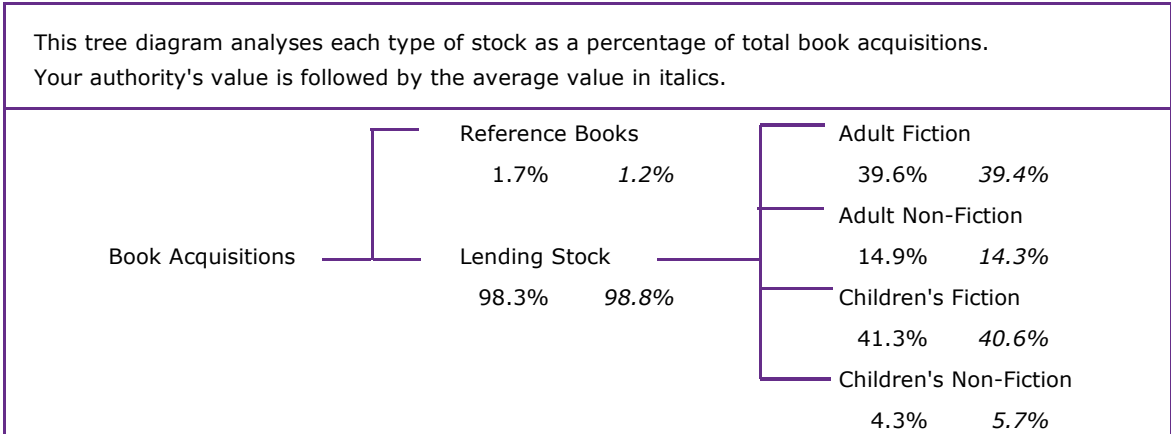 This tree diagram analyses each type of stock as a percentage of total book acquisitions.
Your authority's value is followed by the average value in italics.
Reference Books
1.7% 1.2%
Book Acquisitions
Lending Stock
98.3% 98.8%
Adult Fiction
39.6% 39.4%
Adult Non-Fiction
14.9% 14.3%
Children's Fiction
41.3% 40.6%
Children's Non-Fiction
4.3% 5.7%